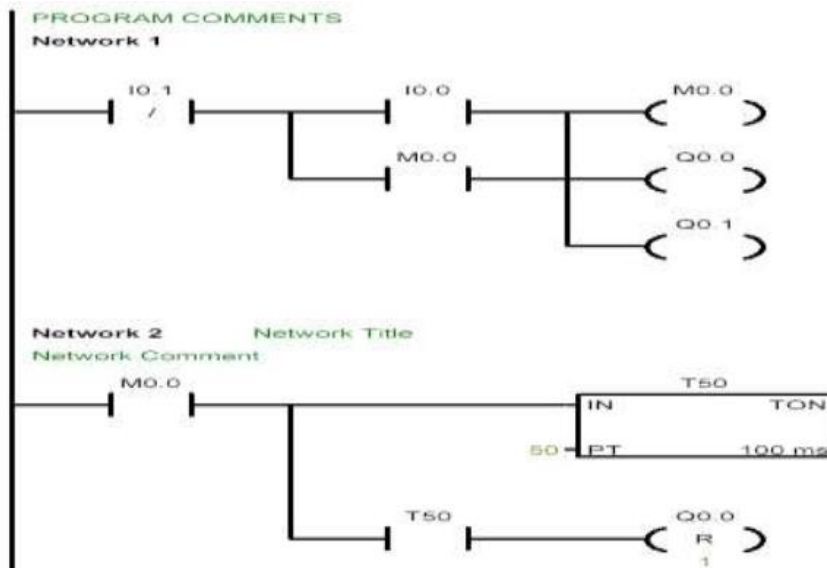 PROGRAM COMMENTS
Network 1
I0.1
/
I0.0
M0.0
M0.0
Q0.0
Q0.1
Network 2 Network Title
Network Comment
M0.0
T50
IN TON
50 PT 100 ms
T50
Q0.0
R
1